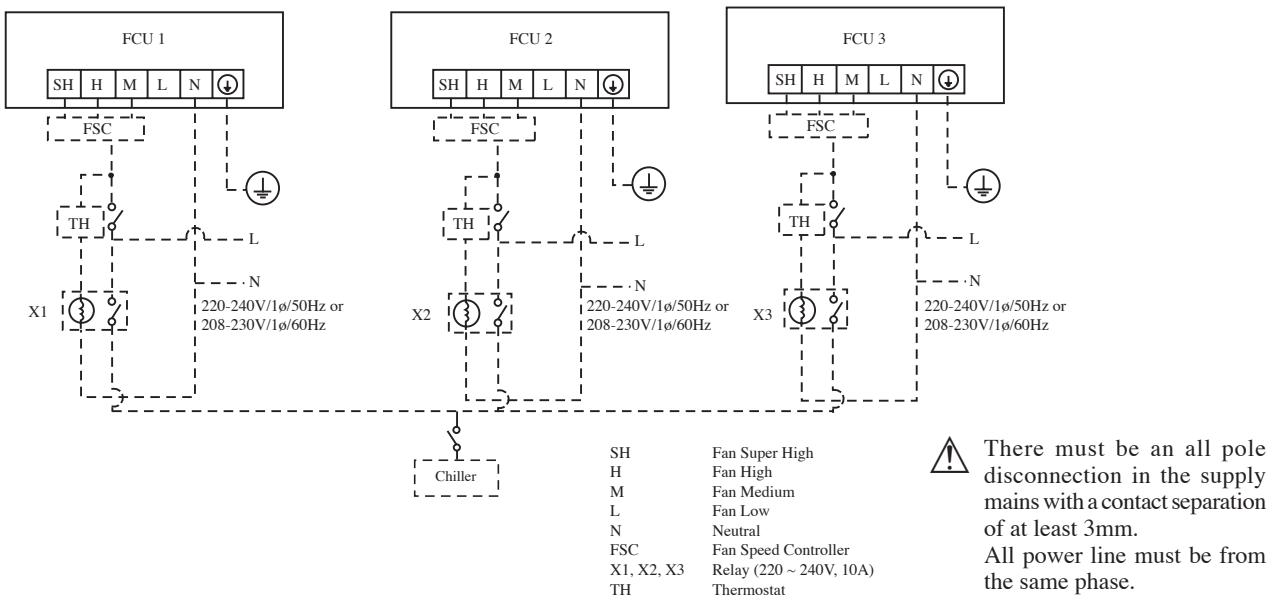 FCU 1
SH H M L N
FSC
TH
L
N
X1
220-240V/1ø/50Hz or
208-230V/1ø/60Hz
FCU 2
SH H M L N
FSC
TH
L
N
X2
220-240V/1ø/50Hz or
208-230V/1ø/60Hz
FCU 3
SH H M L N
FSC
TH
L
N
X3
220-240V/1ø/50Hz or
208-230V/1ø/60Hz
Chiller
SH Fan Super High
H Fan High
M Fan Medium
L Fan Low
N Neutral
FSC Fan Speed Controller
X1, X2, X3 Relay (220 ~ 240V, 10A)
TH Thermostat
There must be an all pole
disconnection in the supply
mains with a contact separation
of at least 3mm.
All power line must be from
the same phase.